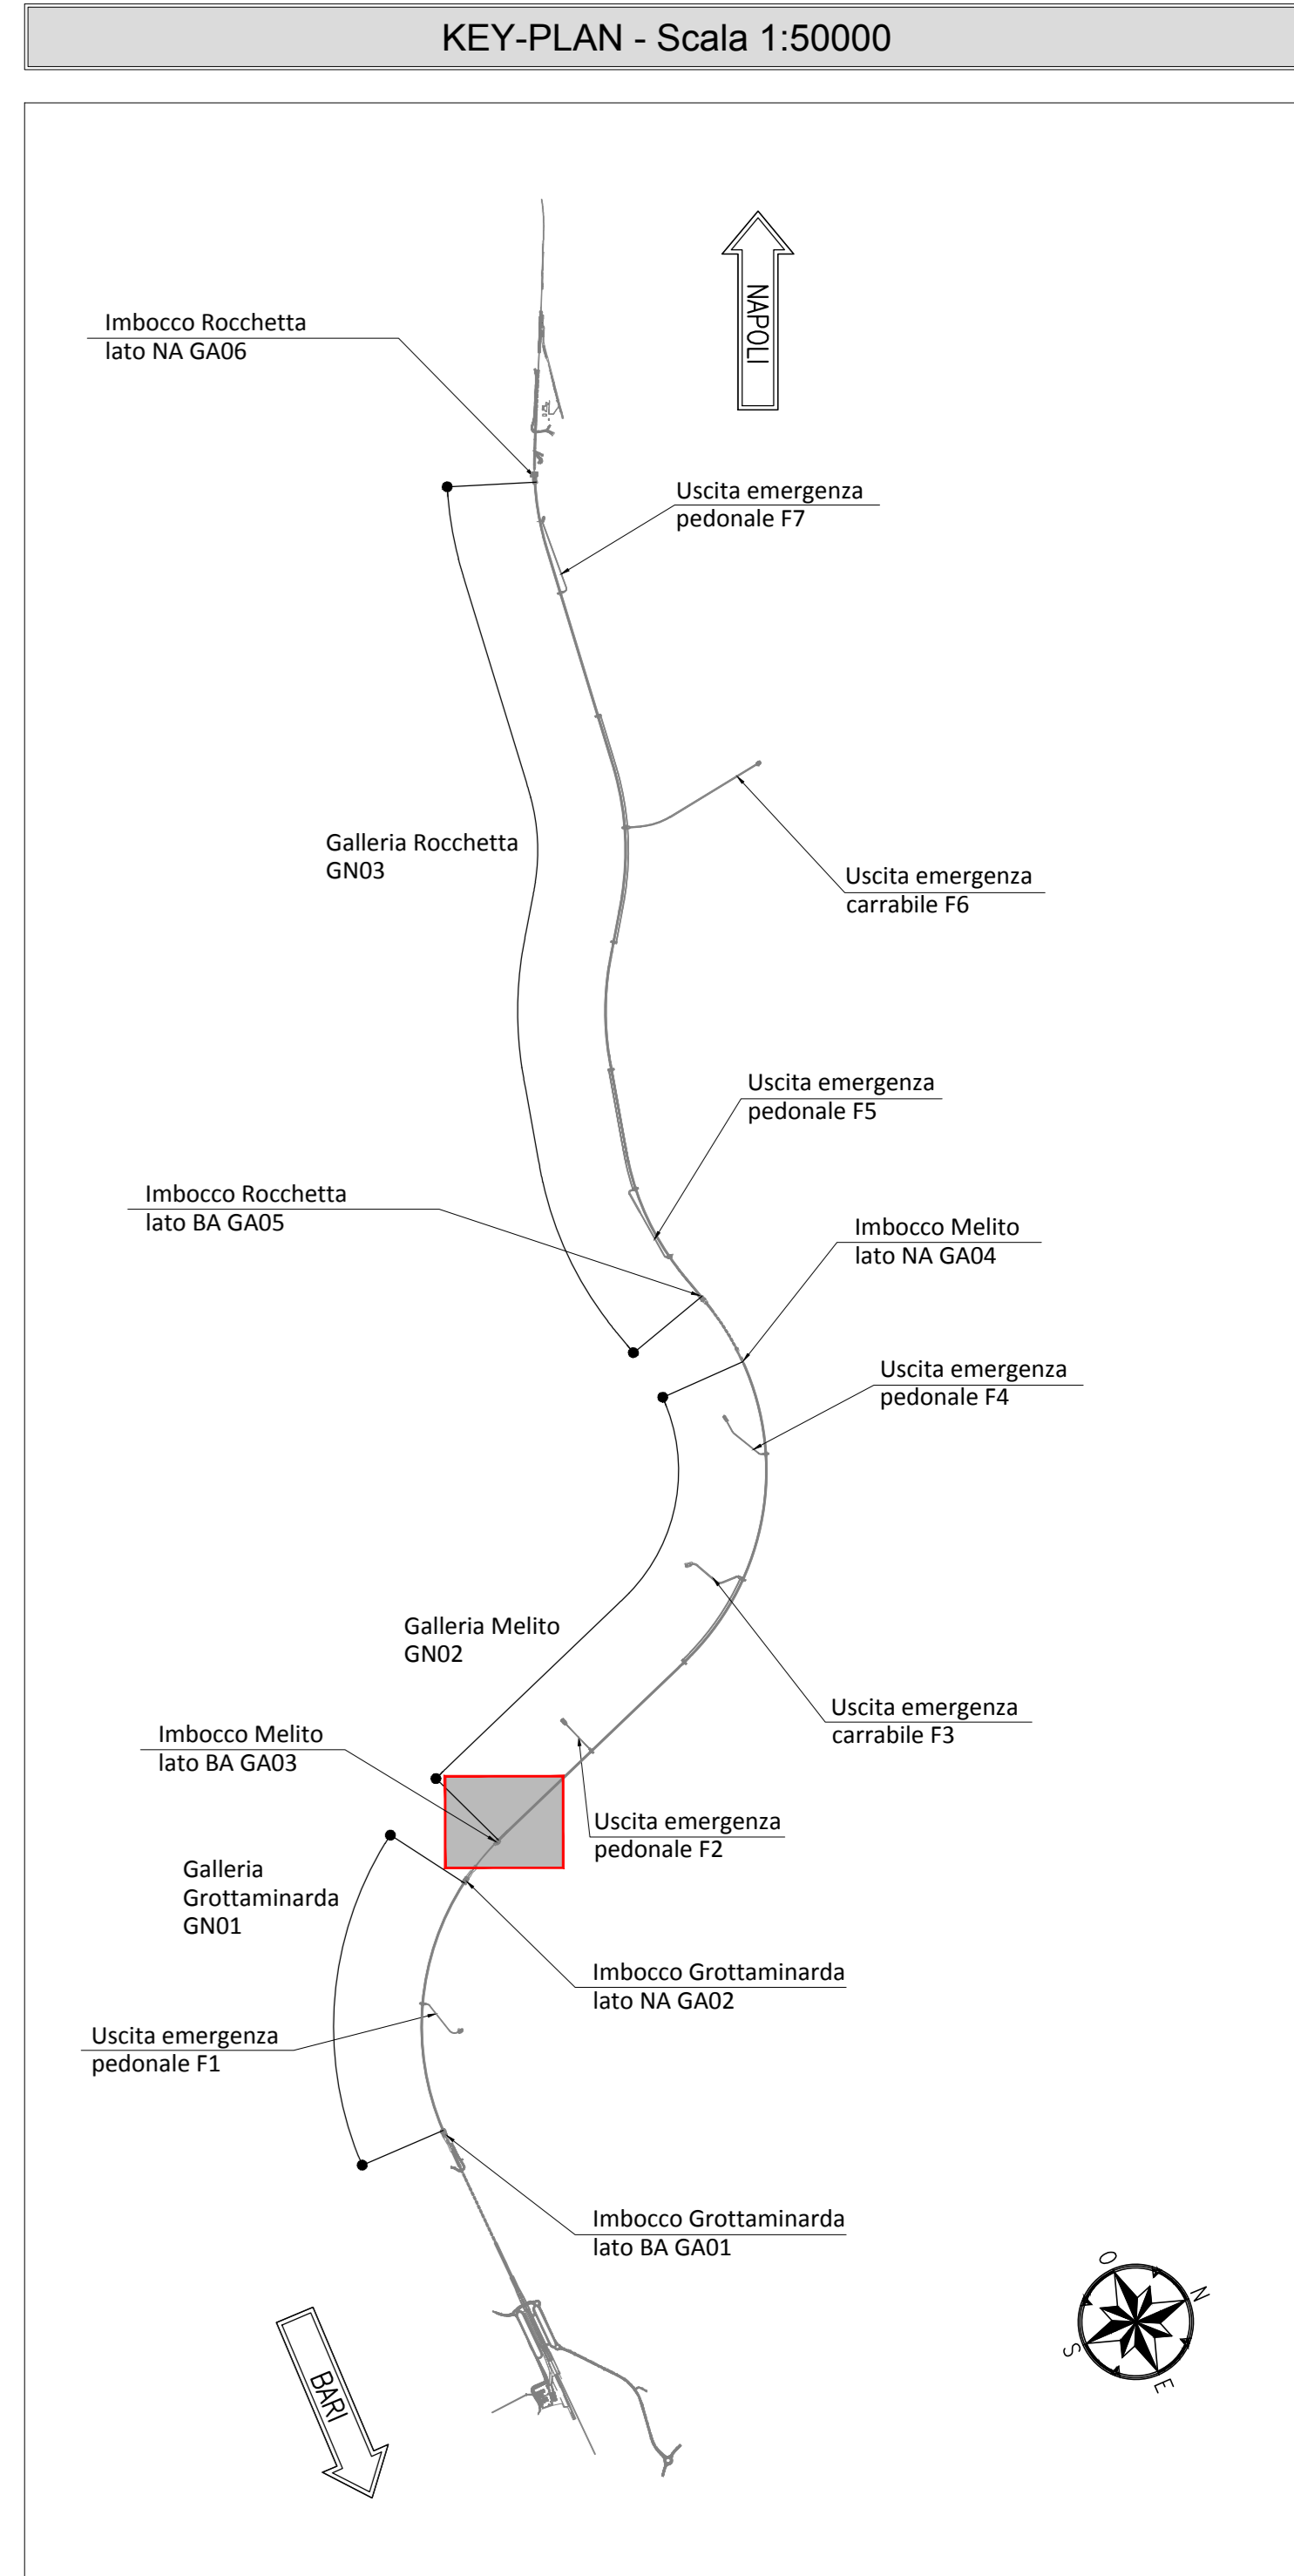 KEY-PLAN - Scala 1:50000
NAPOLI
Imbocco Rocchetta
lato NA GA06
Uscita emergenza
pedonale F7
Galleria Rocchetta
GN03
Uscita emergenza
carrabile F6
Uscita emergenza
pedonale F5
Imbocco Rocchetta
lato BA GA05
Imbocco Melito
lato NA GA04
Uscita emergenza
pedonale F4
Galleria Melito
GN02
Uscita emergenza
carrabile F3
Imbocco Melito
lato BA GA03
Uscita emergenza
pedonale F2
Galleria
Grottaminarda
GN01
Imbocco Grottaminarda
lato NA GA02
Uscita emergenza
pedonale F1
Imbocco Grottaminarda
lato BA GA01
BARI
O
N
S
E